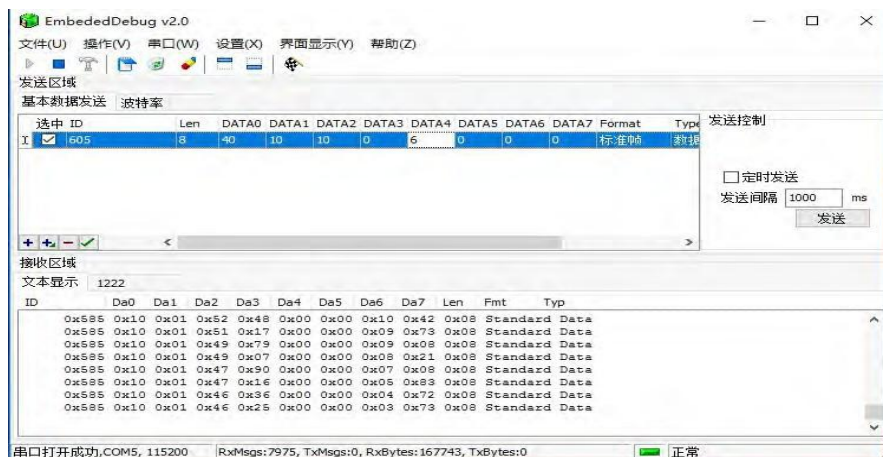 EmbededDebug v2.0
文件(U) 操作(V) 串口(W) 设置(X) 界面显示(Y) 帮助(Z)
发送区域
基本数据发送 波特率
选中 ID Len DATA0 DATA1 DATA2 DATA3 DATA4 DATA5 DATA6 DATA7 Format Type
605 8 40 10 10 0 6 0 0 0 标准帧 数据
发送控制
定时发送
发送间隔 1000 ms
发送
接收区域
文本显示 1222
ID Da0 Da1 Da2 Da3 Da4 Da5 Da6 Da7 Len Fmt Typ
0x585 0x10 0x01 0x52 0x48 0x00 0x00 0x10 0x42 0x08 Standard Data
0x585 0x10 0x01 0x51 0x17 0x00 0x00 0x09 0x73 0x08 Standard Data
0x585 0x10 0x01 0x49 0x79 0x00 0x00 0x09 0x08 0x08 Standard Data
0x585 0x10 0x01 0x49 0x07 0x00 0x00 0x08 0x21 0x08 Standard Data
0x585 0x10 0x01 0x47 0x90 0x00 0x00 0x07 0x08 0x08 Standard Data
0x585 0x10 0x01 0x47 0x16 0x00 0x00 0x05 0x83 0x08 Standard Data
0x585 0x10 0x01 0x46 0x36 0x00 0x00 0x04 0x72 0x08 Standard Data
0x585 0x10 0x01 0x46 0x25 0x00 0x00 0x03 0x73 0x08 Standard Data
串口打开成功,COM5, 115200 RxMsgs:7975, TxMsgs:0, RxBytes:167743, TxBytes:0 正常